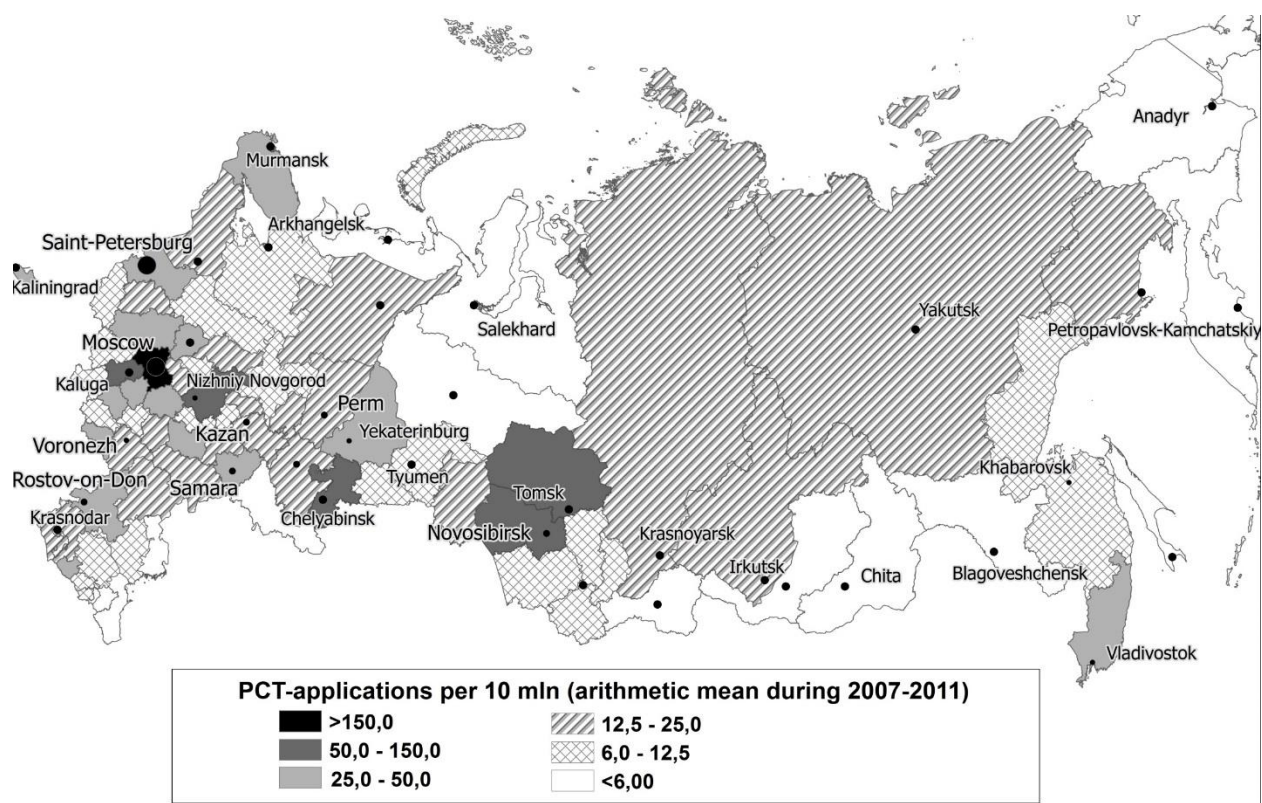 Anadyr
Murmansk
Arkhangelsk
Saint-Petersburg
Kaliningrad
Salekhard
Yakutsk
Petropavlovsk-Kamchatskiy
Moscow
Kaluga
Nizhniy Novgorod
Perm
Kazan
Yekaterinburg
Voronezh
Khabarovsk
Rostov-on-Don
Samara
Tyumen
Tomsk
Krasnodar
Chelyabinsk
Novosibirsk
Krasnoyarsk
Irkutsk
Chita
Blagoveshchensk
Vladivostok
PCT-applications per 10 mln (arithmetic mean during 2007-2011)
>150,0
50,0 - 150,0
25,0 - 50,0
12,5 - 25,0
6,0 - 12,5
<6,00